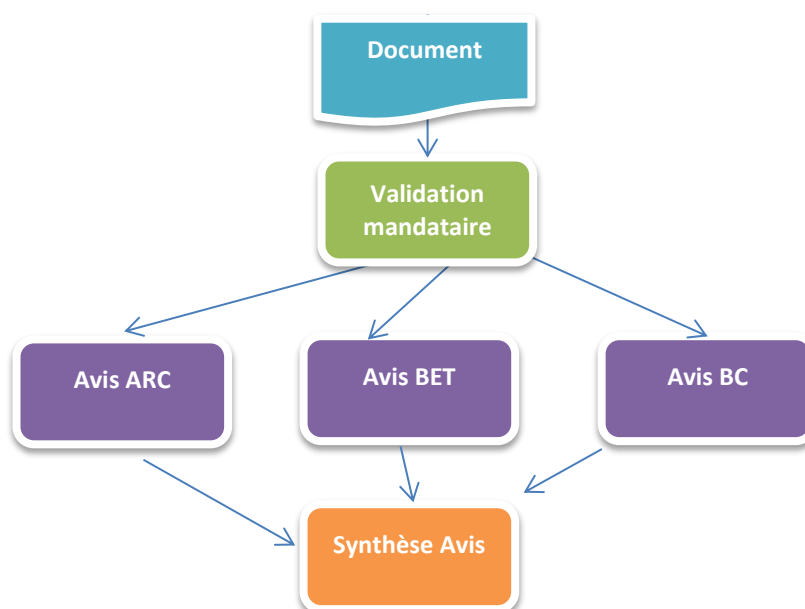 Document
Validation
mandataire
Avis ARC
Avis BET
Avis BC
Synthèse Avis